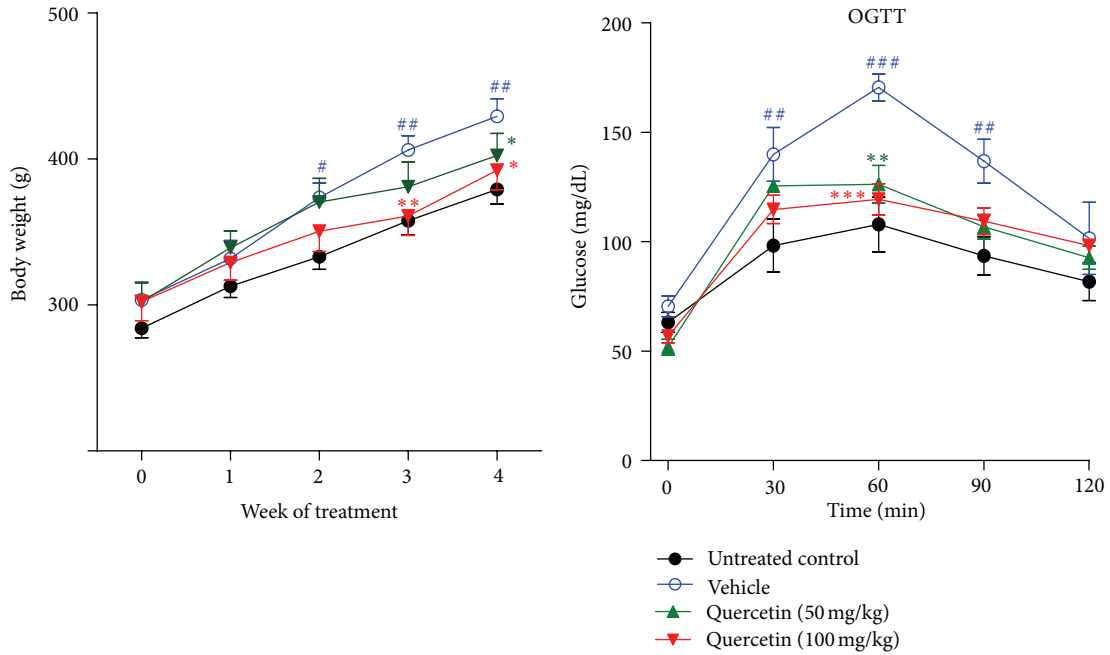 500
400
300
Body weight (g)
##
##
#
*
*
**
0 1 2 3 4
Week of treatment
OGTT
200
150
100
50
0
Glucose (mg/dL)
###
##
##
**
***
0 30 60 90 120
Time (min)
Untreated control
Vehicle
Quercetin (50 mg/kg)
Quercetin (100 mg/kg)